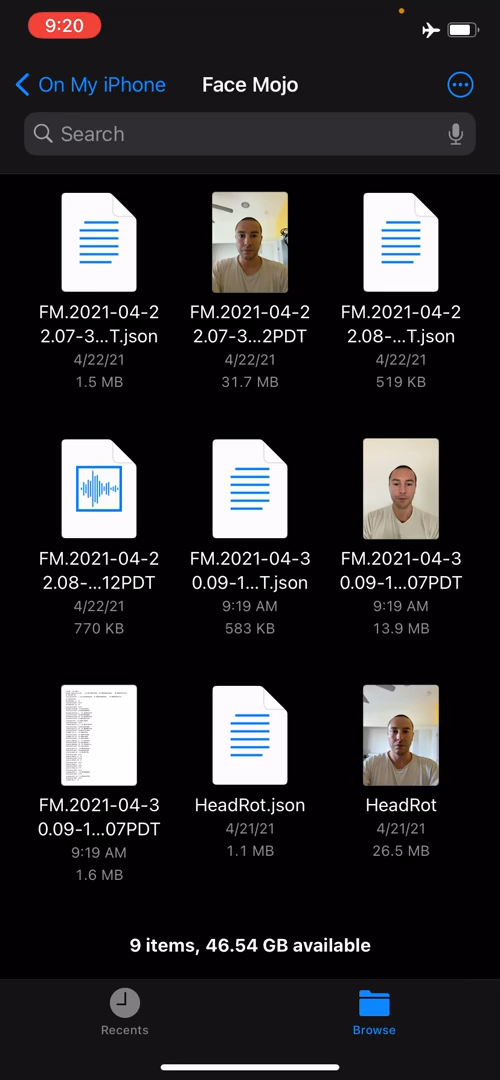 9:20
On My iPhone
Face Mojo
Search
FM.2021-04-2
2.07-3...T.json
4/22/21
1.5 MB
FM.2021-04-2
2.07-3...2PDT
4/22/21
31.7 MB
FM.2021-04-2
2.08-...T.json
4/22/21
519 KB
FM.2021-04-2
2.08-...12PDT
4/22/21
770 KB
FM.2021-04-3
0.09-1...T.json
9:19 AM
583 KB
FM.2021-04-3
0.09-1...07PDT
9:19 AM
13.9 MB
FM.2021-04-3
0.09-1...07PDT
9:19 AM
1.6 MB
HeadRot.json
4/21/21
1.1 MB
HeadRot
4/21/21
26.5 MB
9 items, 46.54 GB available
Recents
Browse